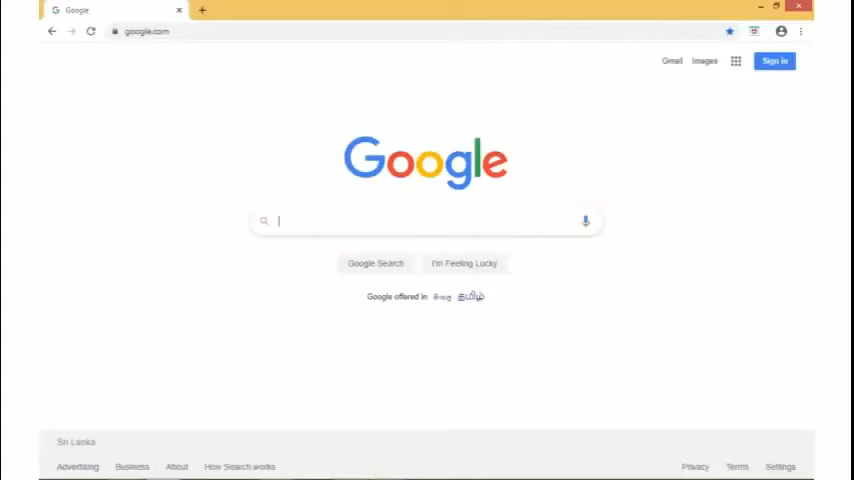 Google
google.com
Gmail Images Sign in
Google
Google Search I'm Feeling Lucky
Google offered in සිංහල தமிழ்
Sri Lanka
Advertising Business About How Search works Privacy Terms Settings